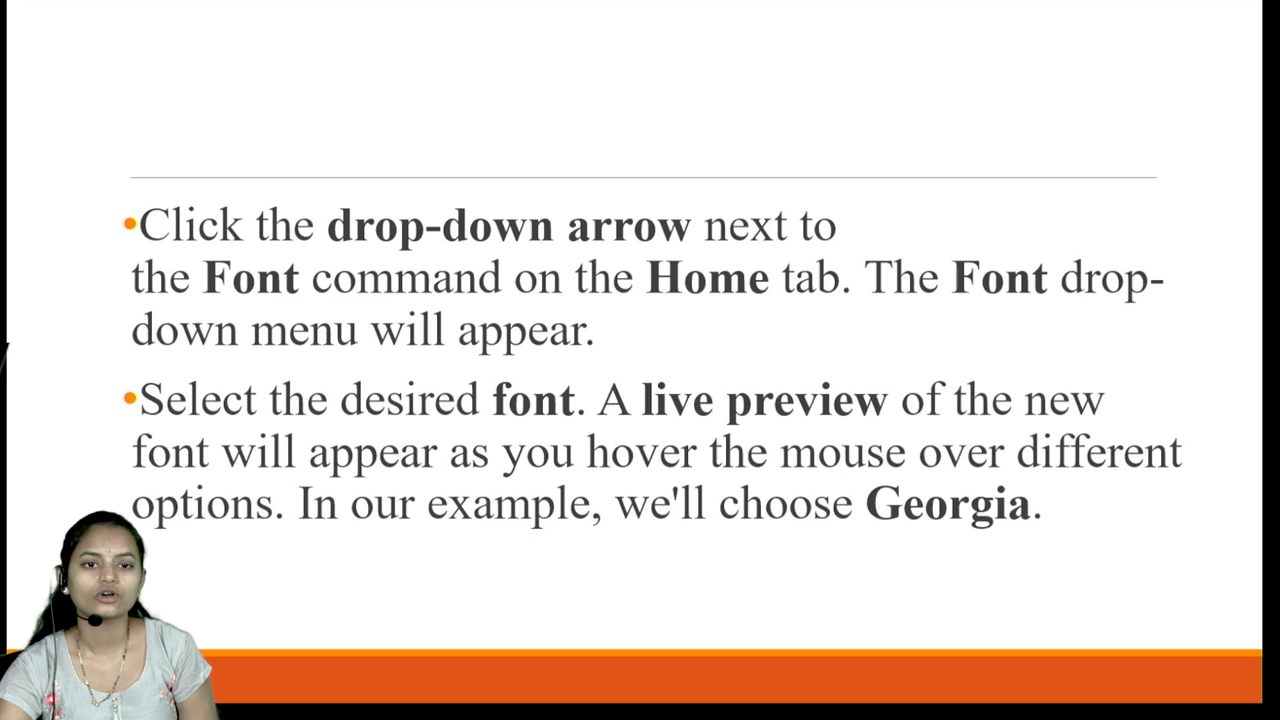 •Click the drop-down arrow next to
the Font command on the Home tab. The Font drop-
down menu will appear.
•Select the desired font. A live preview of the new
font will appear as you hover the mouse over different
options. In our example, we'll choose Georgia.